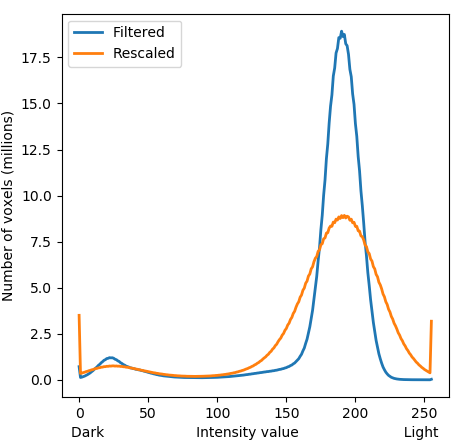 Filtered
Rescaled
Number of voxels (millions)
17.5
15.0
12.5
10.0
7.5
5.0
2.5
0.0
0 50 100 150 200 250
Dark Intensity value Light